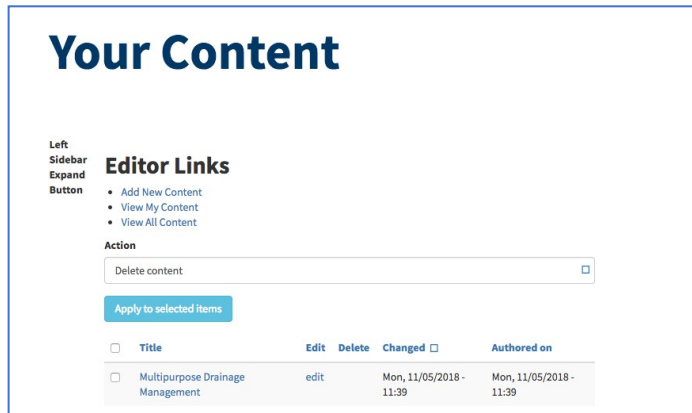 Your Content
Left
Sidebar
Expand
Button
Editor Links
Add New Content
View My Content
View All Content
Action
Delete content
Apply to selected items
Title Edit Delete Changed Authored on
Multipurpose Drainage edit Mon, 11/05/2018 - Mon, 11/05/2018 -
Management 11:39 11:39